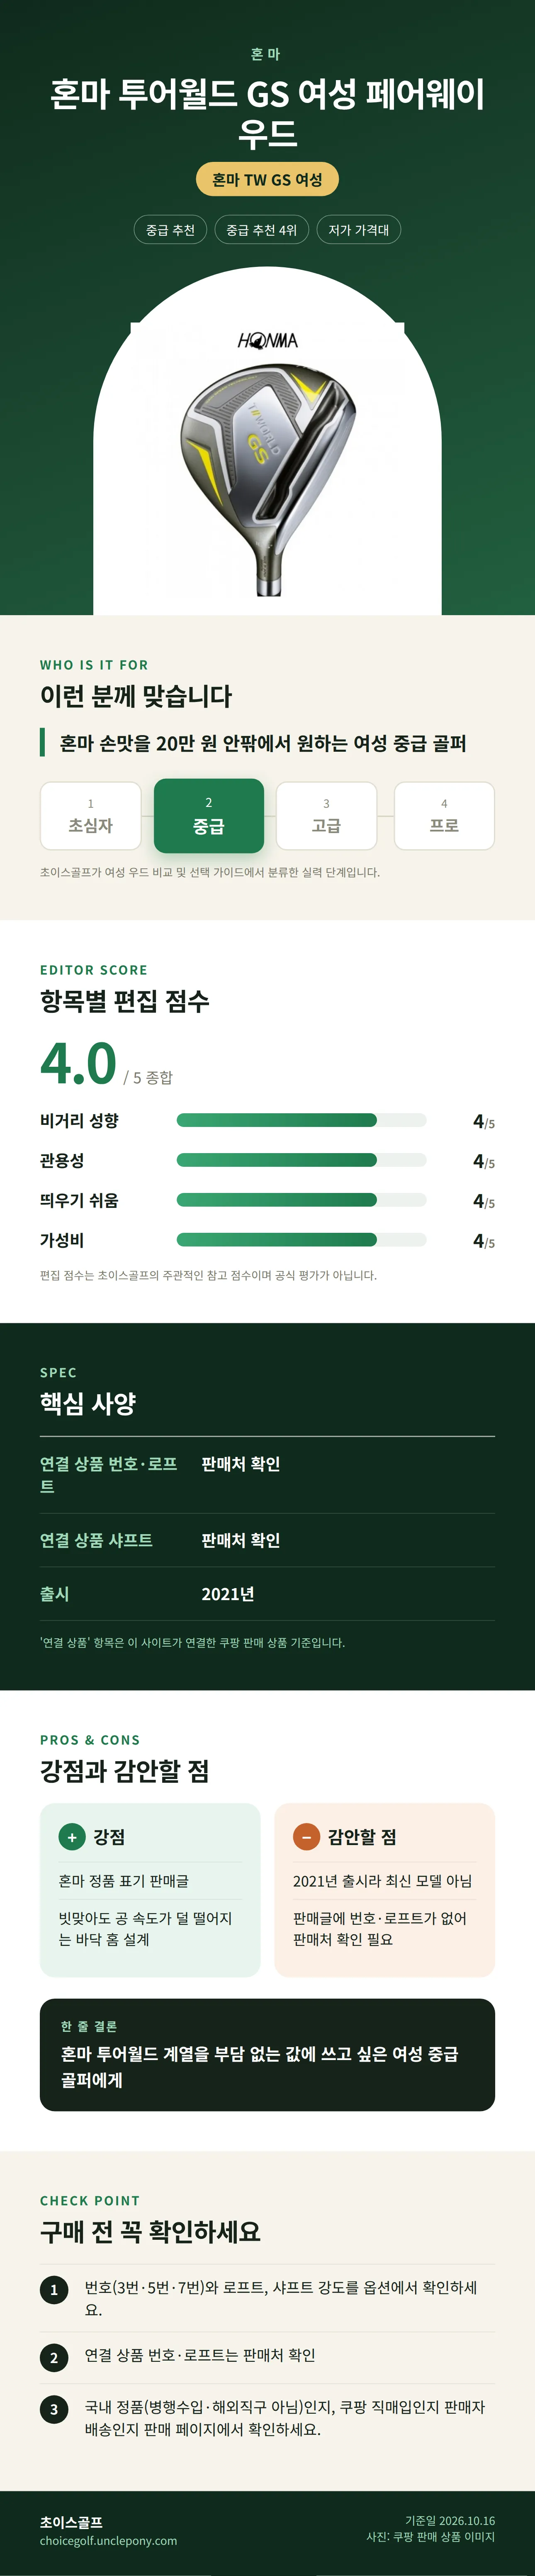 혼마
혼마 투어월드 GS 여성 페어웨이
우드
혼마 TW GS 여성
중급 추천
중급 추천 4위
저가 가격대
HONMA
TWORLD
GS
WHO IS IT FOR
이런 분께 맞습니다
혼마 손맛을 20만 원 안팎에서 원하는 여성 중급 골퍼
1
초심자
2
중급
3
고급
4
프로
초이스골프가 여성 우드 비교 및 선택 가이드에서 분류한 실력 단계입니다.
EDITOR SCORE
항목별 편집 점수
4.0 / 5 종합
비거리 성향 4/5
관용성 4/5
띄우기 쉬움 4/5
가성비 4/5
편집 점수는 초이스골프의 주관적인 참고 점수이며 공식 평가가 아닙니다.
SPEC
핵심 사양
연결 상품 번호·로프 판매처 확인
트
연결 상품 샤프트 판매처 확인
출시 2021년
'연결 상품' 항목은 이 사이트가 연결한 쿠팡 판매 상품 기준입니다.
PROS & CONS
강점과 감안할 점
+ 강점
혼마 정품 표기 판매글
빗맞아도 공 속도가 덜 떨어지
는 바닥 홈 설계
− 감안할 점
2021년 출시라 최신 모델 아님
판매글에 번호·로프트가 없어
판매처 확인 필요
한 줄 결론
혼마 투어월드 계열을 부담 없는 값에 쓰고 싶은 여성 중급
골퍼에게
CHECK POINT
구매 전 꼭 확인하세요
1 번호(3번·5번·7번)와 로프트, 샤프트 강도를 옵션에서 확인하세
요.
2 연결 상품 번호·로프트는 판매처 확인
3 국내 정품(병행수입·해외직구 아님)인지, 쿠팡 직매입인지 판매자
배송인지 판매 페이지에서 확인하세요.
초이스골프
choicegolf.unclepony.com
기준일 2026.10.16
사진: 쿠팡 판매 상품 이미지